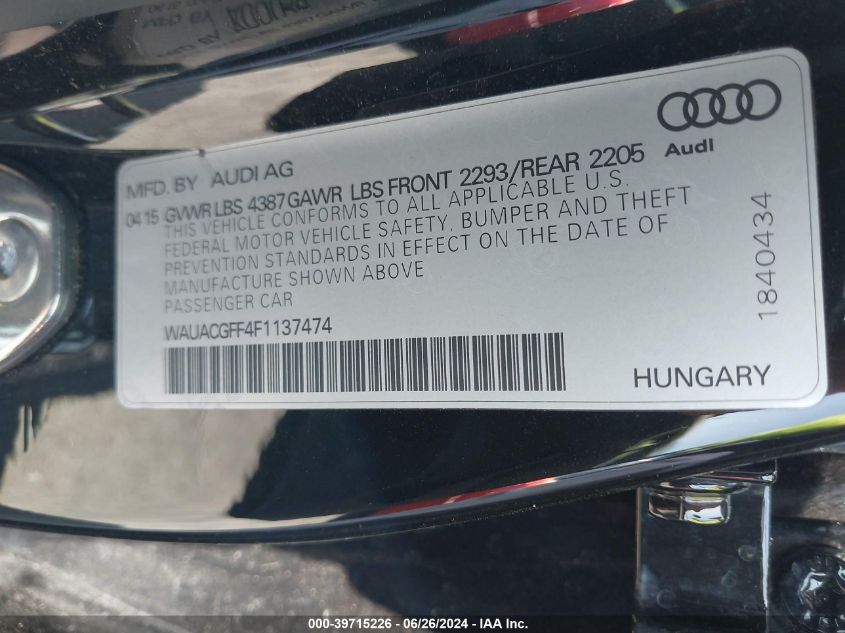 MFD. BY AUDI AG
Audi
04 15 GVWR LBS 4387 GAWR LBS FRONT 2293/REAR 2205
THIS VEHICLE CONFORMS TO ALL APPLICABLE U.S.
FEDERAL MOTOR VEHICLE SAFETY, BUMPER AND THEFT
PREVENTION STANDARDS IN EFFECT ON THE DATE OF
MANUFACTURE SHOWN ABOVE
PASSENGER CAR
WAUACGFF4F1137474
1840434
HUNGARY
000-39715226 - 06/26/2024 - IAA Inc.